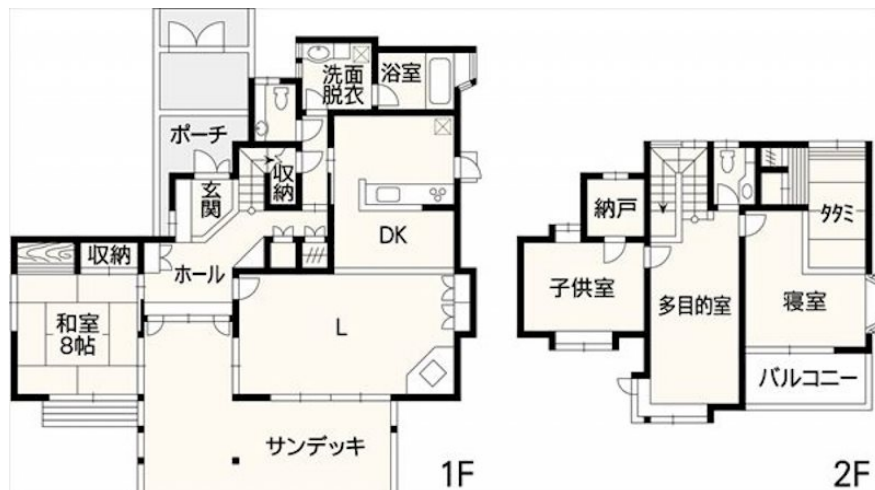 洗面
脱衣
浴室
ポーチ
収納
玄関
DK
収納
ホール
和室
8帖
L
サンデッキ
1F
納戸
タタミ
子供室
多目的室
寝室
バルコニー
2F